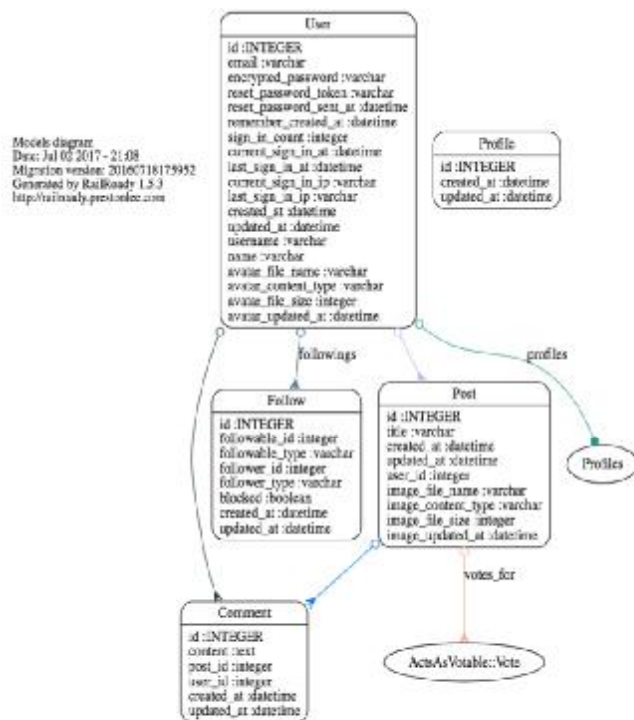 Models diagram
Date: Jul 02 2017 - 21:08
Migration version: 20160718175952
Generated by RailRoady 1.5.3
http://railroady.prestonlee.com
User
id :INTEGER
email :varchar
encrypted_password :varchar
reset_password_token :varchar
reset_password_sent_at :datetime
remember_created_at :datetime
sign_in_count :integer
current_sign_in_at :datetime
last_sign_in_at :datetime
current_sign_in_ip :varchar
last_sign_in_ip :varchar
created_at :datetime
updated_at :datetime
username :varchar
name :varchar
avatar_file_name :varchar
avatar_content_type :varchar
avatar_file_size :integer
avatar_updated_at :datetime
Profile
id :INTEGER
created_at :datetime
updated_at :datetime
followings
profiles
Follow
id :INTEGER
followable_id :integer
followable_type :varchar
follower_id :integer
follower_type :varchar
blocked :boolean
created_at :datetime
updated_at :datetime
Post
id :INTEGER
title :varchar
created_at :datetime
updated_at :datetime
user_id :integer
image_file_name :varchar
image_content_type :varchar
image_file_size :integer
image_updated_at :datetime
Profiles
votes_for
Comment
id :INTEGER
content :text
post_id :integer
user_id :integer
created_at :datetime
updated_at :datetime
ActsAsVotable::Vote